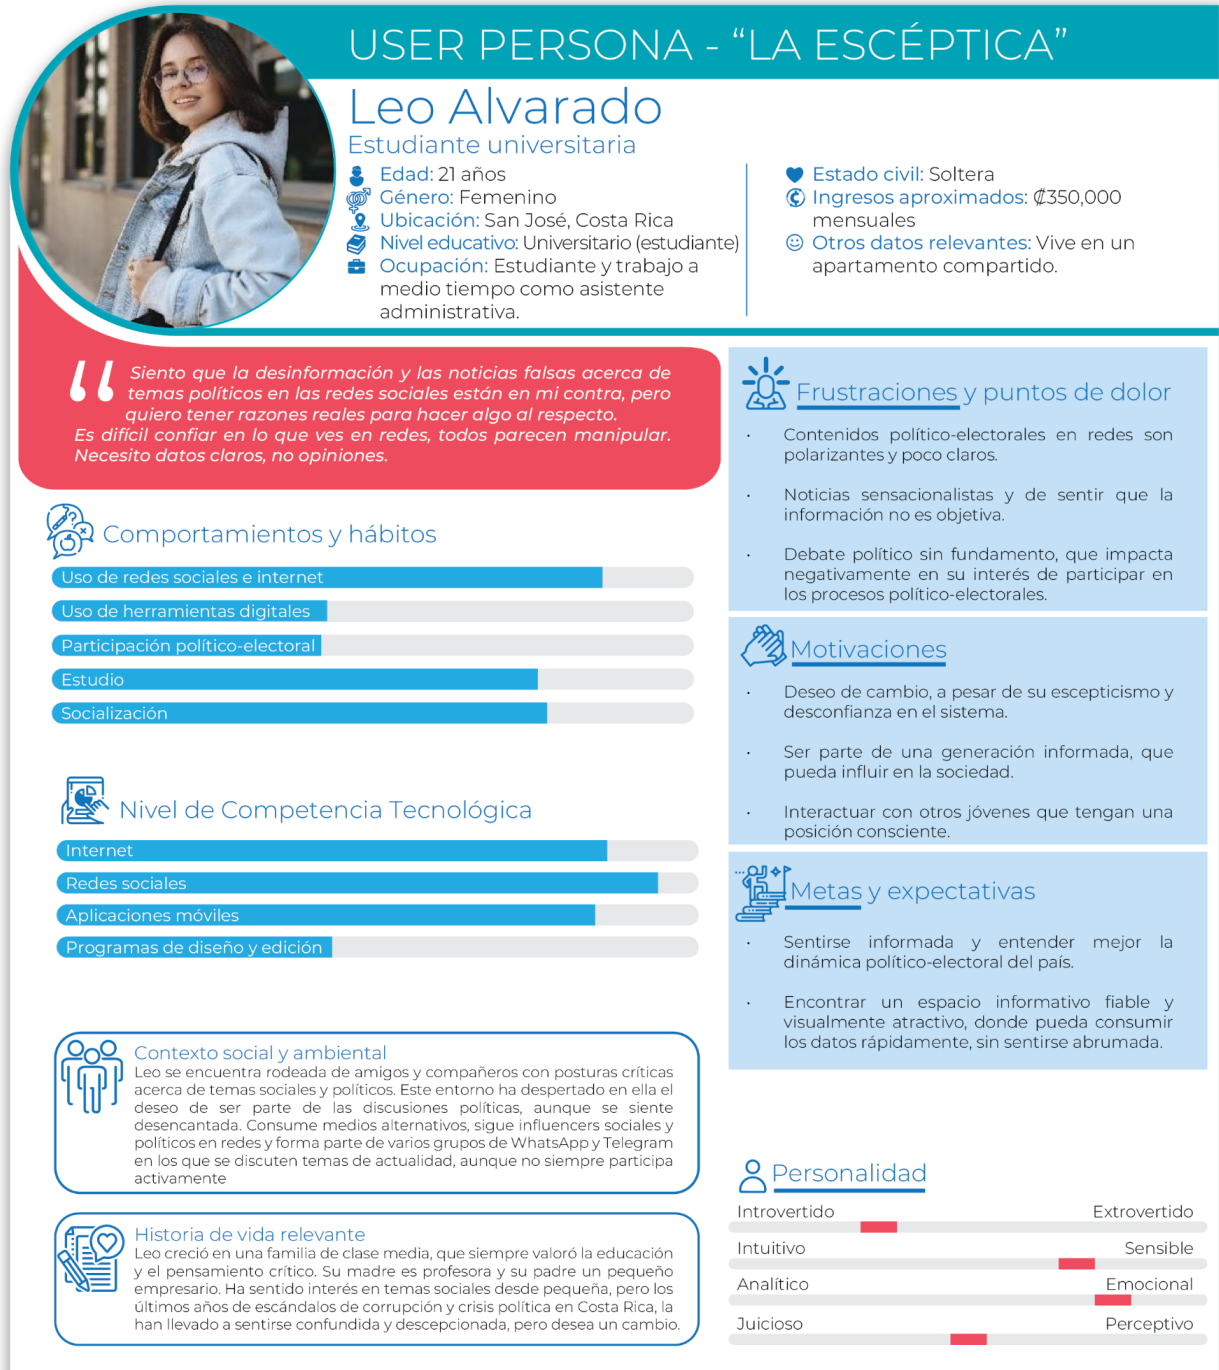 USER PERSONA - “LA ESCÉPTICA”
Leo Alvarado
Estudiante universitaria
Edad: 21 años
Género: Femenino
Ubicación: San José, Costa Rica
Nivel educativo: Universitario (estudiante)
Ocupación: Estudiante y trabajo a
medio tiempo como asistente
administrativa.
Estado civil: Soltera
Ingresos aproximados: ₡350,000
mensuales
Otros datos relevantes: Vive en un
apartamento compartido.
“ Siento que la desinformación y las noticias falsas acerca de
temas políticos en las redes sociales están en mi contra, pero
quiero tener razones reales para hacer algo al respecto.
Es difícil confiar en lo que ves en redes, todos parecen manipular.
Necesito datos claros, no opiniones.
Comportamientos y hábitos
Uso de redes sociales e internet
Uso de herramientas digitales
Participación político-electoral
Estudio
Socialización
Nivel de Competencia Tecnológica
Internet
Redes sociales
Aplicaciones móviles
Programas de diseño y edición
Contexto social y ambiental
Leo se encuentra rodeada de amigos y compañeros con posturas críticas
acerca de temas sociales y políticos. Este entorno ha despertado en ella el
deseo de ser parte de las discusiones políticas, aunque se siente
desencantada. Consume medios alternativos, sigue influencers sociales y
políticos en redes y forma parte de varios grupos de WhatsApp y Telegram
en los que se discuten temas de actualidad, aunque no siempre participa
activamente
Historia de vida relevante
Leo creció en una familia de clase media, que siempre valoró la educación
y el pensamiento crítico. Su madre es profesora y su padre un pequeño
empresario. Ha sentido interés en temas sociales desde pequeña, pero los
últimos años de escándalos de corrupción y crisis política en Costa Rica, la
han llevado a sentirse confundida y descepcionada, pero desea un cambio.
Frustraciones y puntos de dolor
· Contenidos político-electorales en redes son
polarizantes y poco claros.
· Noticias sensacionalistas y de sentir que la
información no es objetiva.
· Debate político sin fundamento, que impacta
negativamente en su interés de participar en
los procesos político-electorales.
Motivaciones
· Deseo de cambio, a pesar de su escepticismo y
desconfianza en el sistema.
· Ser parte de una generación informada, que
pueda influir en la sociedad.
· Interactuar con otros jóvenes que tengan una
posición consciente.
Metas y expectativas
· Sentirse informada y entender mejor la
dinámica político-electoral del país.
· Encontrar un espacio informativo fiable y
visualmente atractivo, donde pueda consumir
los datos rápidamente, sin sentirse abrumada.
Personalidad
Introvertido Extrovertido
Intuitivo Sensible
Analítico Emocional
Juicioso Perceptivo